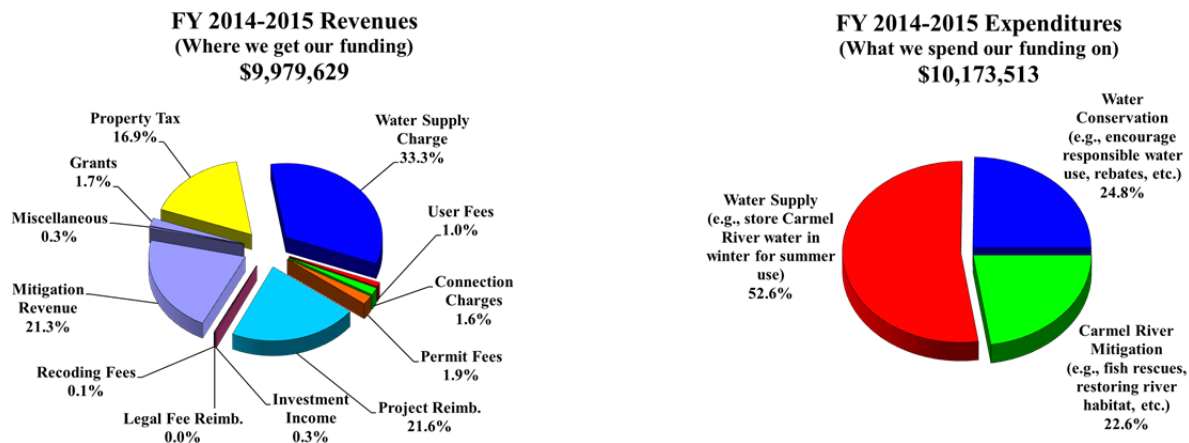 FY 2014-2015 Revenues
(Where we get our funding)
$9,979,629
Property Tax
16.9%
Grants
1.7%
Miscellaneous
0.3%
Mitigation
Revenue
21.3%
Recoding Fees
0.1%
Legal Fee Reimb.
0.0%
Investment
Income
0.3%
Project Reimb.
21.6%
Permit Fees
1.9%
Connection
Charges
1.6%
User Fees
1.0%
Water Supply
Charge
33.3%
FY 2014-2015 Expenditures
(What we spend our funding on)
$10,173,513
Water Supply
(e.g., store Carmel
River water in
winter for summer
use)
52.6%
Water
Conservation
(e.g., encourage
responsible water
use, rebates, etc.)
24.8%
Carmel River
Mitigation
(e.g., fish rescues,
restoring river
habitat, etc.)
22.6%